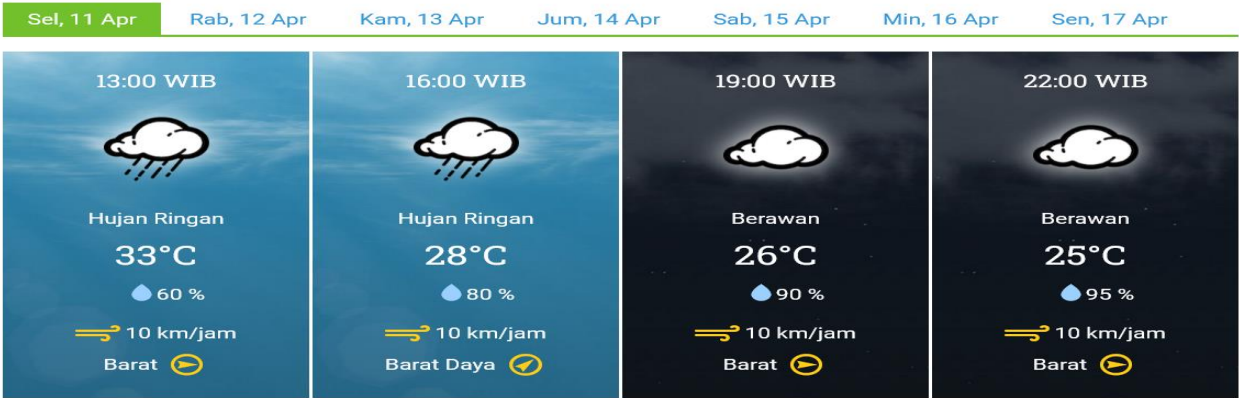 Sel, 11 Apr
Rab, 12 Apr
Kam, 13 Apr
Jum, 14 Apr
Sab, 15 Apr
Min, 16 Apr
Sen, 17 Apr
13:00 WIB
Hujan Ringan
33°C
60 %
10 km/jam
Barat
16:00 WIB
Hujan Ringan
28°C
80 %
10 km/jam
Barat Daya
19:00 WIB
Berawan
26°C
90 %
10 km/jam
Barat
22:00 WIB
Berawan
25°C
95 %
10 km/jam
Barat